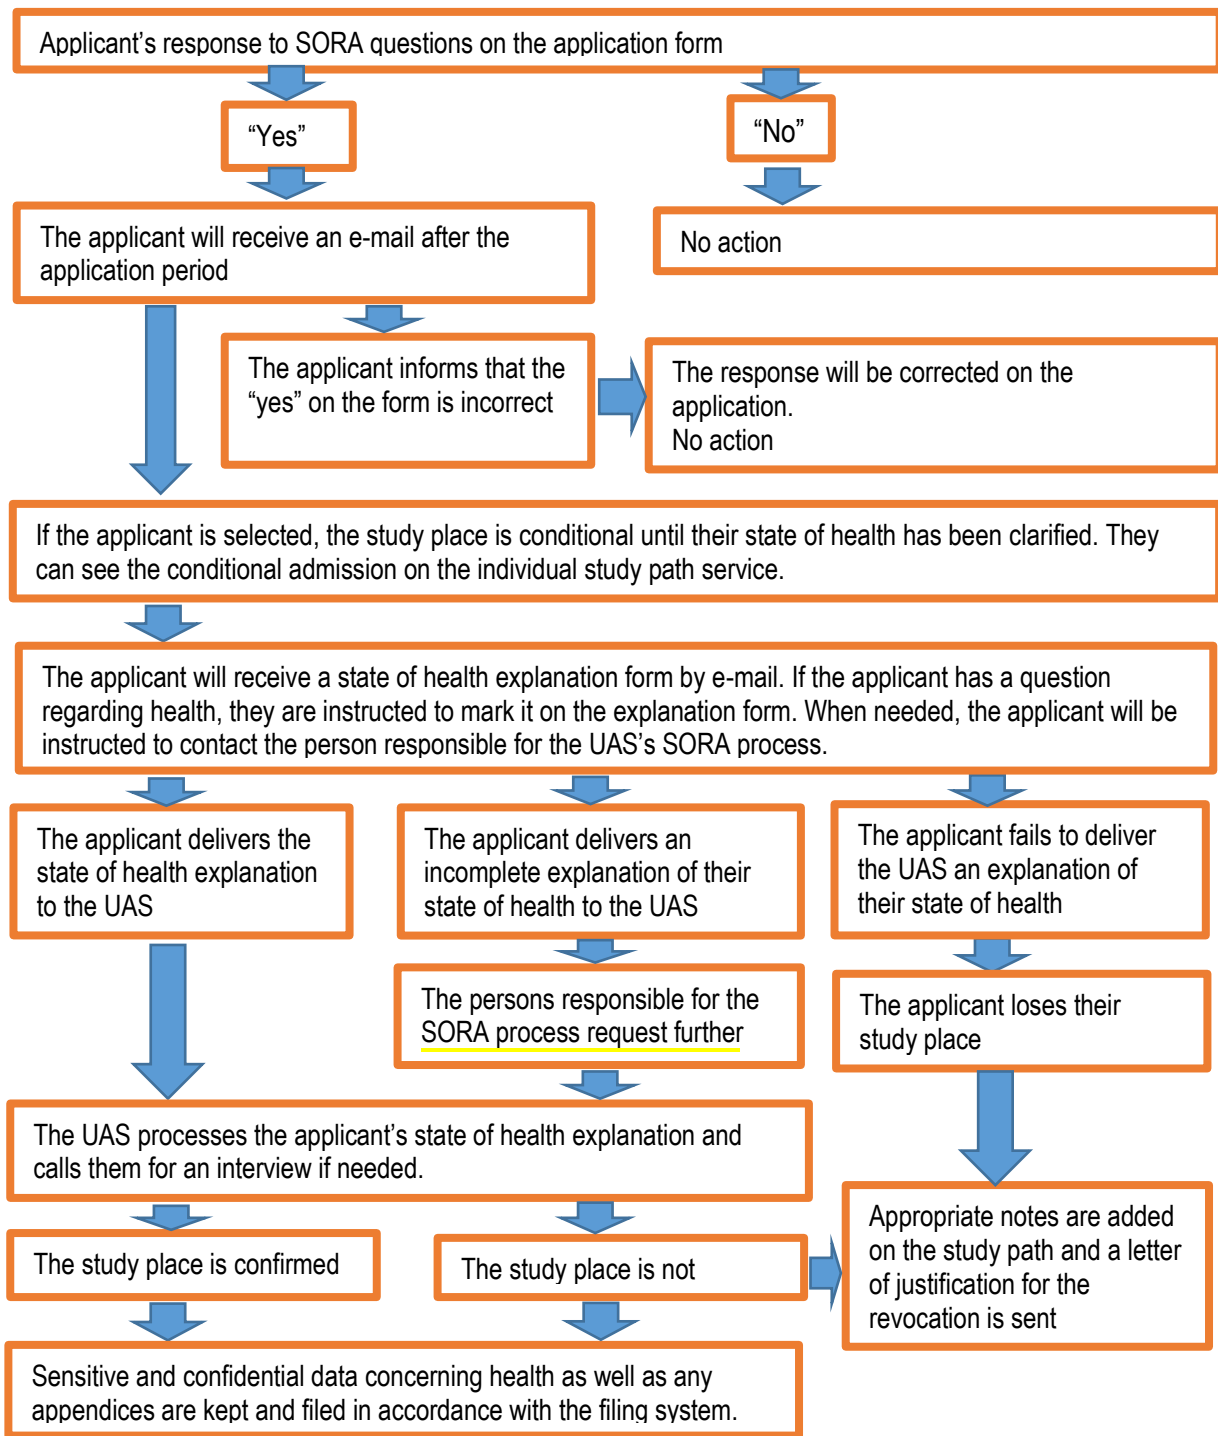 Applicant’s response to SORA questions on the application form
“Yes”
“No”
The applicant will receive an e-mail after the
application period
No action
The applicant informs that the
“yes” on the form is incorrect
The response will be corrected on the
application.
No action
If the applicant is selected, the study place is conditional until their state of health has been clarified. They
can see the conditional admission on the individual study path service.
The applicant will receive a state of health explanation form by e-mail. If the applicant has a question
regarding health, they are instructed to mark it on the explanation form. When needed, the applicant will be
instructed to contact the person responsible for the UAS’s SORA process.
The applicant delivers the
state of health explanation
to the UAS
The applicant delivers an
incomplete explanation of their
state of health to the UAS
The applicant fails to deliver
the UAS an explanation of
their state of health
The persons responsible for the
SORA process request further
The applicant loses their
study place
The UAS processes the applicant’s state of health explanation and
calls them for an interview if needed.
The study place is confirmed
The study place is not
Appropriate notes are added
on the study path and a letter
of justification for the
revocation is sent
Sensitive and confidential data concerning health as well as any
appendices are kept and filed in accordance with the filing system.